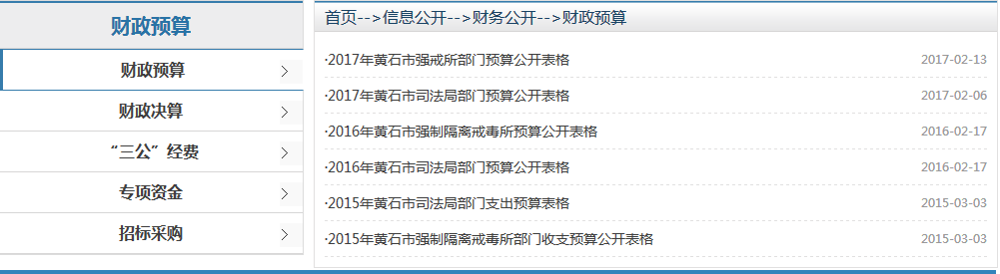 财政预算
财政预算
财政决算
“三公”经费
专项资金
招标采购
首页-->信息公开-->财务公开-->财政预算
·2017年黄石市强戒所部门预算公开表格 2017-02-13
·2017年黄石市司法局部门预算公开表格 2017-02-06
·2016年黄石市强制隔离戒毒所预算公开表格 2016-02-17
·2016年黄石市司法局部门预算公开表格 2016-02-17
·2015年黄石市司法局部门支出预算表格 2015-03-03
·2015年黄石市强制隔离戒毒所部门收支预算公开表格 2015-03-03